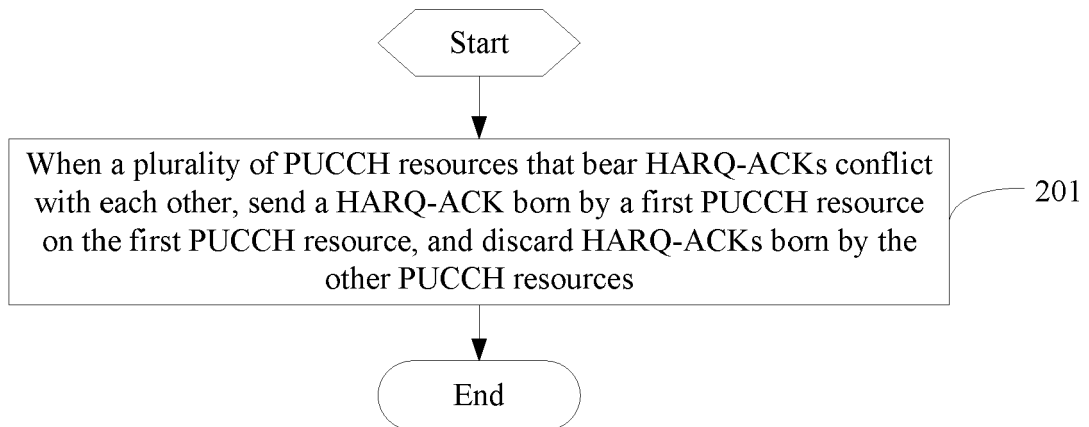 Start
When a plurality of PUCCH resources that bear HARQ-ACKs conflict
with each other, send a HARQ-ACK born by a first PUCCH resource
on the first PUCCH resource, and discard HARQ-ACKs born by the
other PUCCH resources
201
End